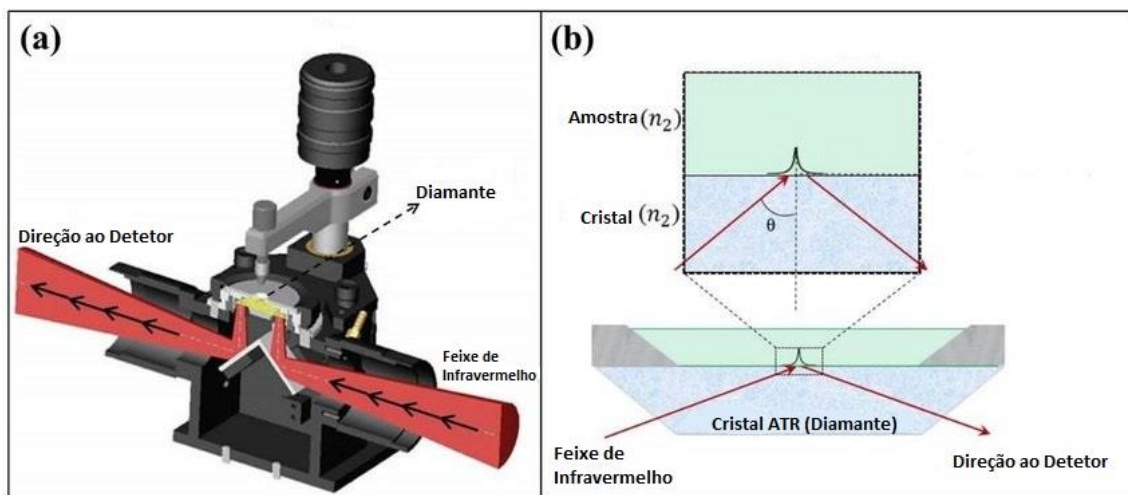 (a)
Diamante
Direção ao Detetor
Feixe de
Infravermelho
(b)
Amostra (n₂)
Cristal (n₂)
θ
Cristal ATR (Diamante)
Feixe de
Infravermelho
Direção ao Detetor